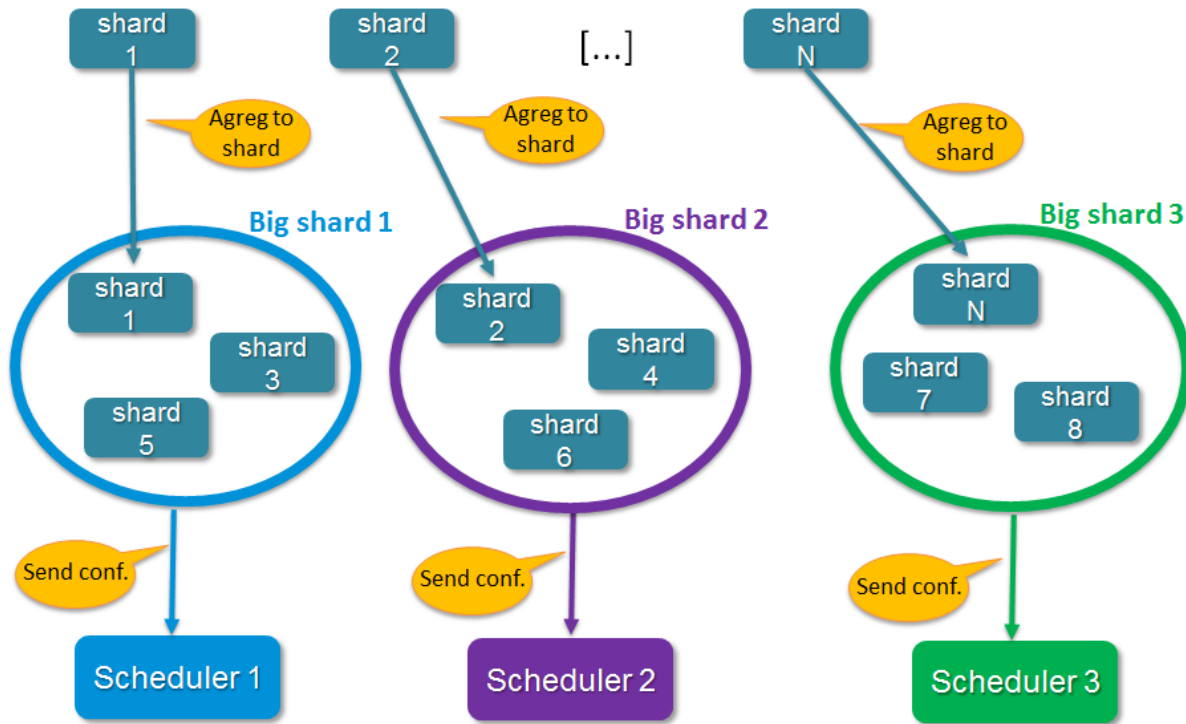 shard
1
shard
2
[...]
shard
N
Agreg to
shard
Agreg to
shard
Agreg to
shard
Big shard 1
Big shard 2
Big shard 3
shard
1
shard
3
shard
5
shard
2
shard
4
shard
6
shard
N
shard
7
shard
8
Send conf.
Send conf.
Send conf.
Scheduler 1
Scheduler 2
Scheduler 3